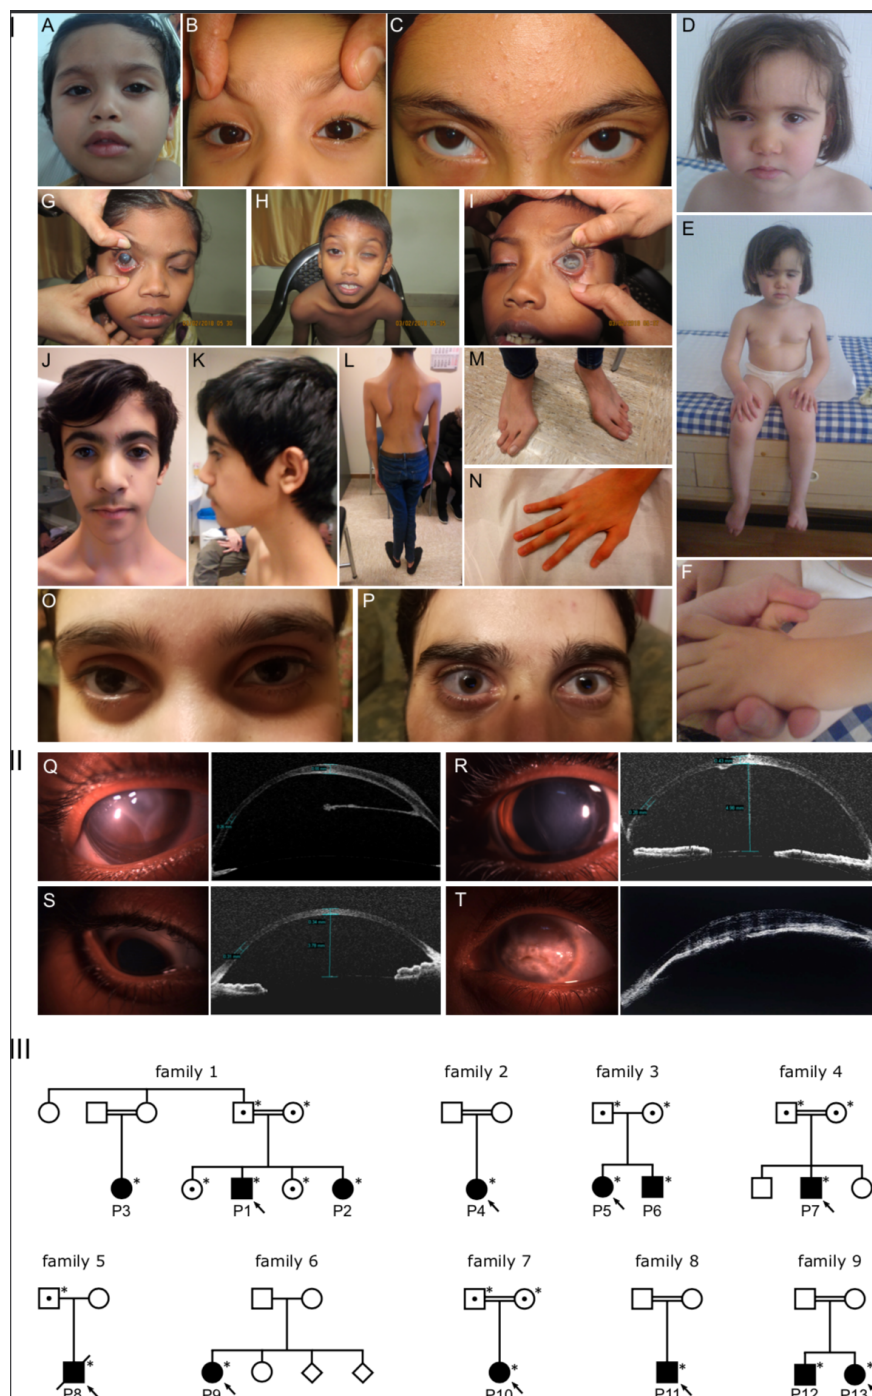 I
A B C D
G H I E
J K L M
N
F
O P
II
Q R
S T
III
family 1 family 2 family 3 family 4
* * * * * *
* * * * * * * * *
P3 P1 P2 P4 P5 P6 P7
family 5 family 6 family 7 family 8 family 9
* * *
* * * * * *
P8 P9 P10 P11 P12 P13